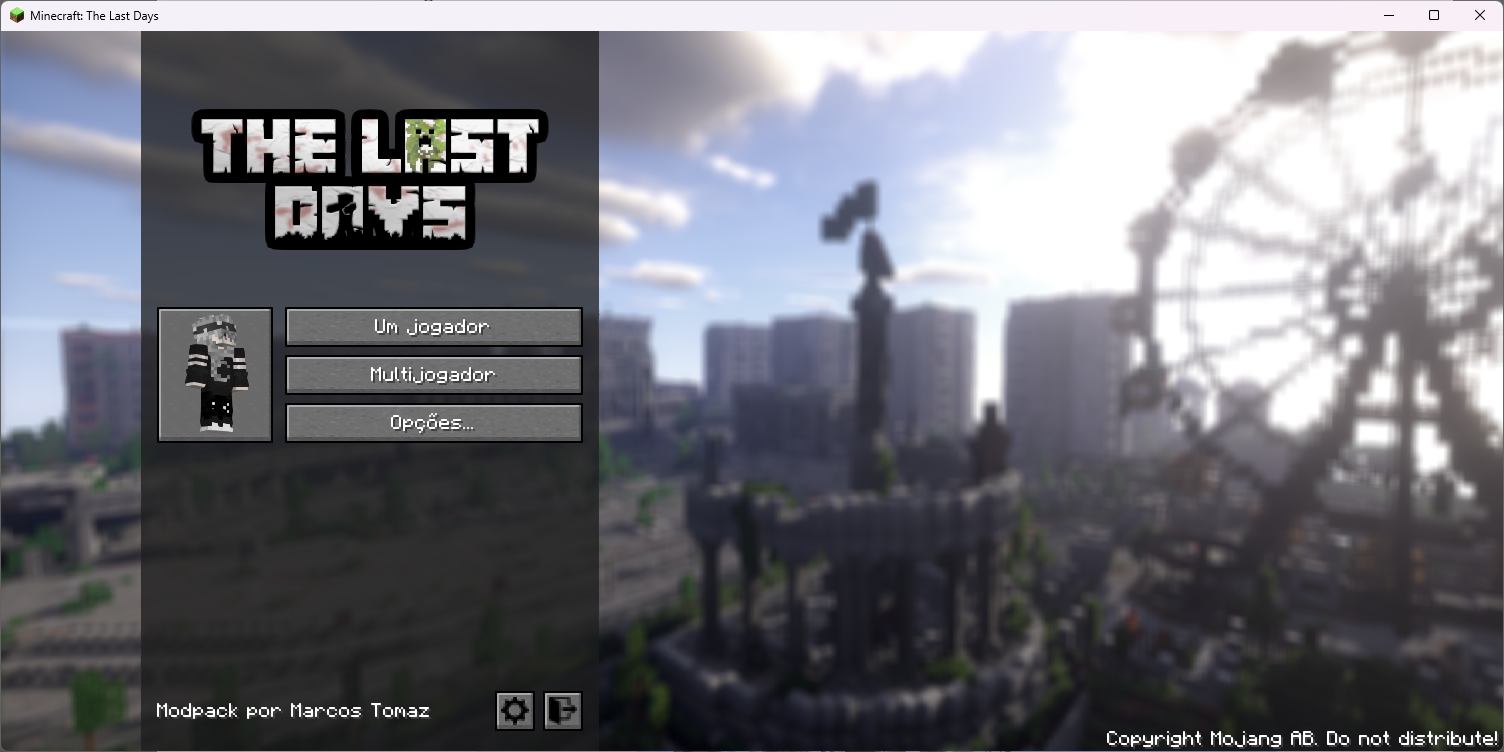 Minecraft: The Last Days
THE LAST
DAYS
Um jogador
Multijogador
Opções...
Modpack por Marcos Tomaz
Copyright Mojang AB. Do not distribute!